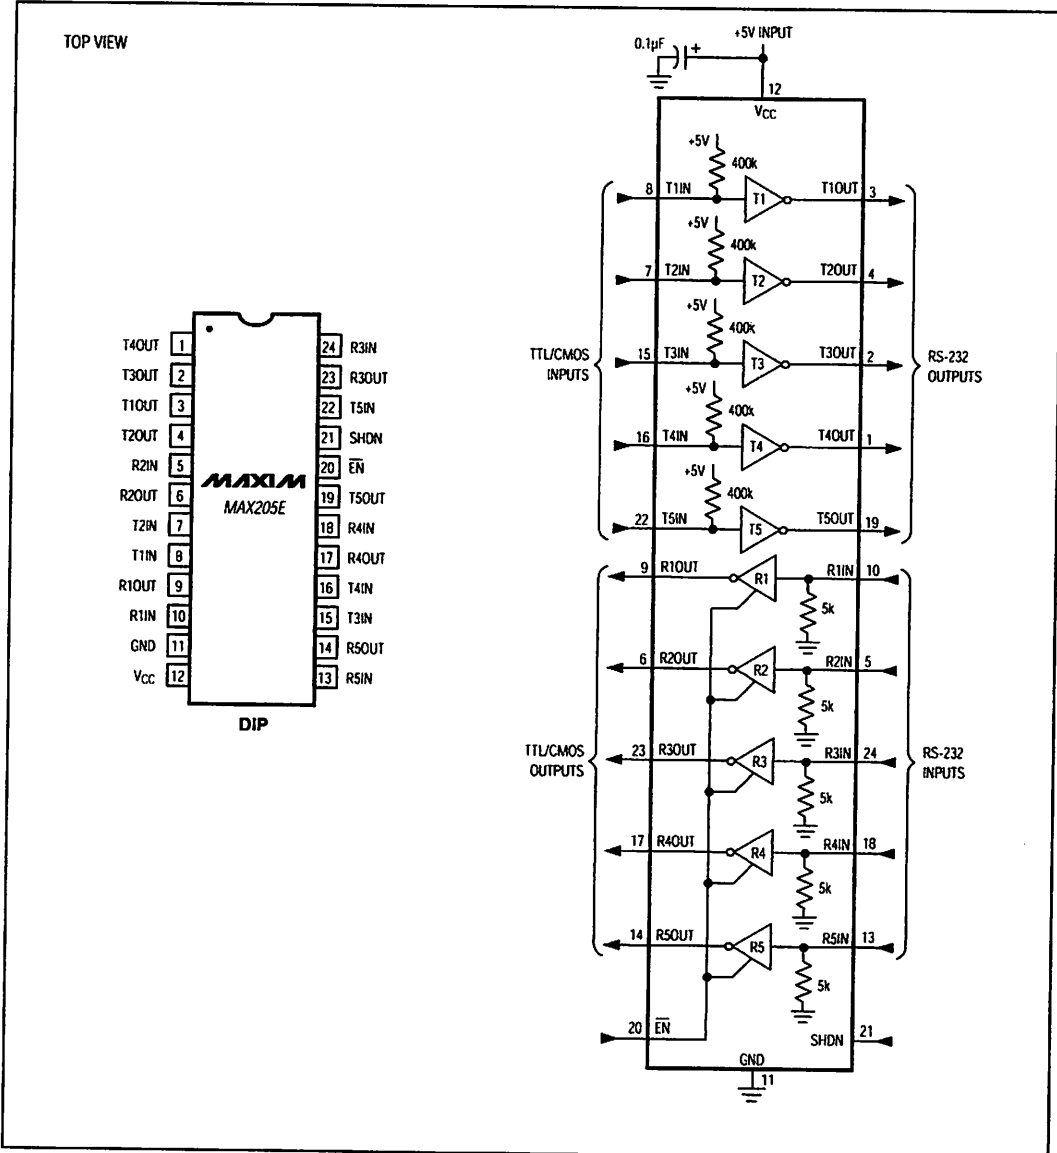 TOP VIEW
T4OUT 1
T3OUT 2
T1OUT 3
T2OUT 4
R2IN 5
R2OUT 6
T2IN 7
T1IN 8
R1OUT 9
R1IN 10
GND 11
VCC 12
24 R3IN
23 R3OUT
22 T5IN
21 SHDN
20 EN
19 T5OUT
18 R4IN
17 R4OUT
16 T4IN
15 T3IN
14 R5OUT
13 R5IN
MAXIM
MAX205E
DIP
+5V INPUT
0.1µF +
12
VCC
+5V
400k
8 T1IN T1 T1OUT 3
+5V
400k
7 T2IN T2 T2OUT 4
+5V
400k
15 T3IN T3 T3OUT 2
+5V
400k
16 T4IN T4 T4OUT 1
+5V
400k
22 T5IN T5 T5OUT 19
TTL/CMOS
INPUTS
RS-232
OUTPUTS
9 R1OUT R1 R1IN 10
5k
6 R2OUT R2 R2IN 5
5k
23 R3OUT R3 R3IN 24
5k
17 R4OUT R4 R4IN 18
5k
14 R5OUT R5 R5IN 13
5k
TTL/CMOS
OUTPUTS
RS-232
INPUTS
20 EN
SHDN 21
GND
11